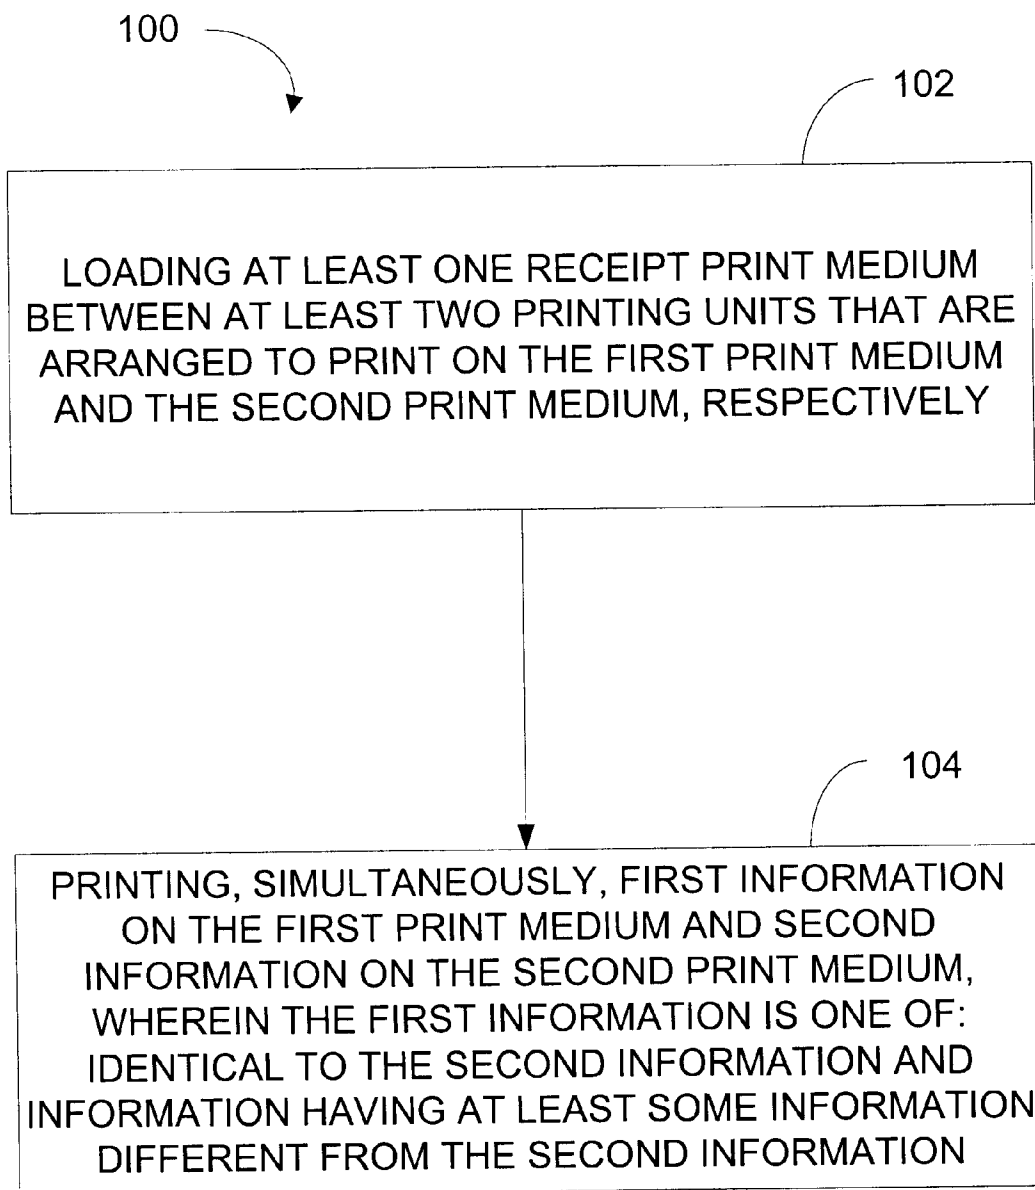 100
102
LOADING AT LEAST ONE RECEIPT PRINT MEDIUM
BETWEEN AT LEAST TWO PRINTING UNITS THAT ARE
ARRANGED TO PRINT ON THE FIRST PRINT MEDIUM
AND THE SECOND PRINT MEDIUM, RESPECTIVELY
104
PRINTING, SIMULTANEOUSLY, FIRST INFORMATION
ON THE FIRST PRINT MEDIUM AND SECOND
INFORMATION ON THE SECOND PRINT MEDIUM,
WHEREIN THE FIRST INFORMATION IS ONE OF:
IDENTICAL TO THE SECOND INFORMATION AND
INFORMATION HAVING AT LEAST SOME INFORMATION
DIFFERENT FROM THE SECOND INFORMATION